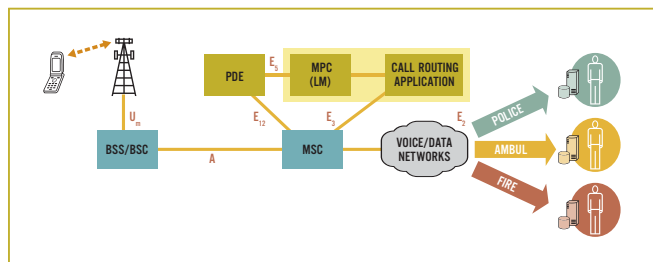 PDE
E5
MPC
(LM)
CALL ROUTING
APPLICATION
Um
E12
E3
E2
POLICE
BSS/BSC
A
MSC
VOICE/DATA
NETWORKS
AMBUL
FIRE